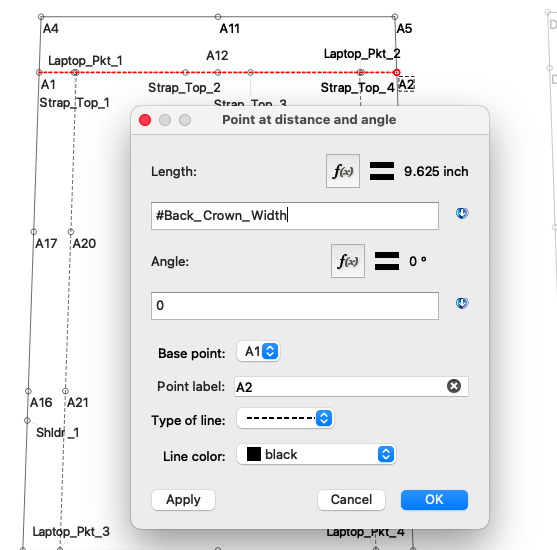 A4
A11
A5
D
Laptop_Pkt_1
A12
Laptop_Pkt_2
A1
Strap_Top_2
Strap_Top_4
A2
D
Strap_Top_1
Strap_Top_3
Point at distance and angle
Length:
f(x)
9.625 inch
#Back_Crown_Width
A17
A20
Angle:
f(x)
0 º
0
Base point:
A1
Point label:
A2
A16
A21
Type of line:
Shldr_1
Line color:
black
Apply
Cancel
OK
Laptop_Pkt_3
Laptop_Pkt_4